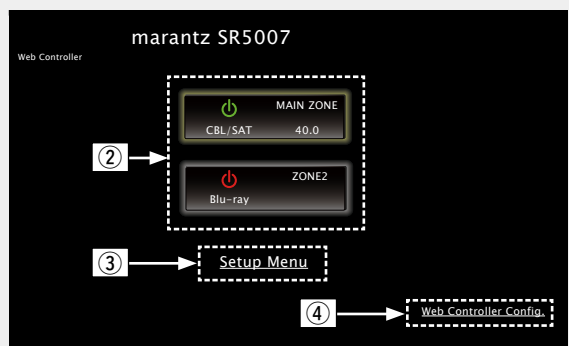 marantz SR5007
Web Controller
MAIN ZONE
CBL/SAT 40.0
②
ZONE2
Blu-ray
③ Setup Menu
④ Web Controller Config.